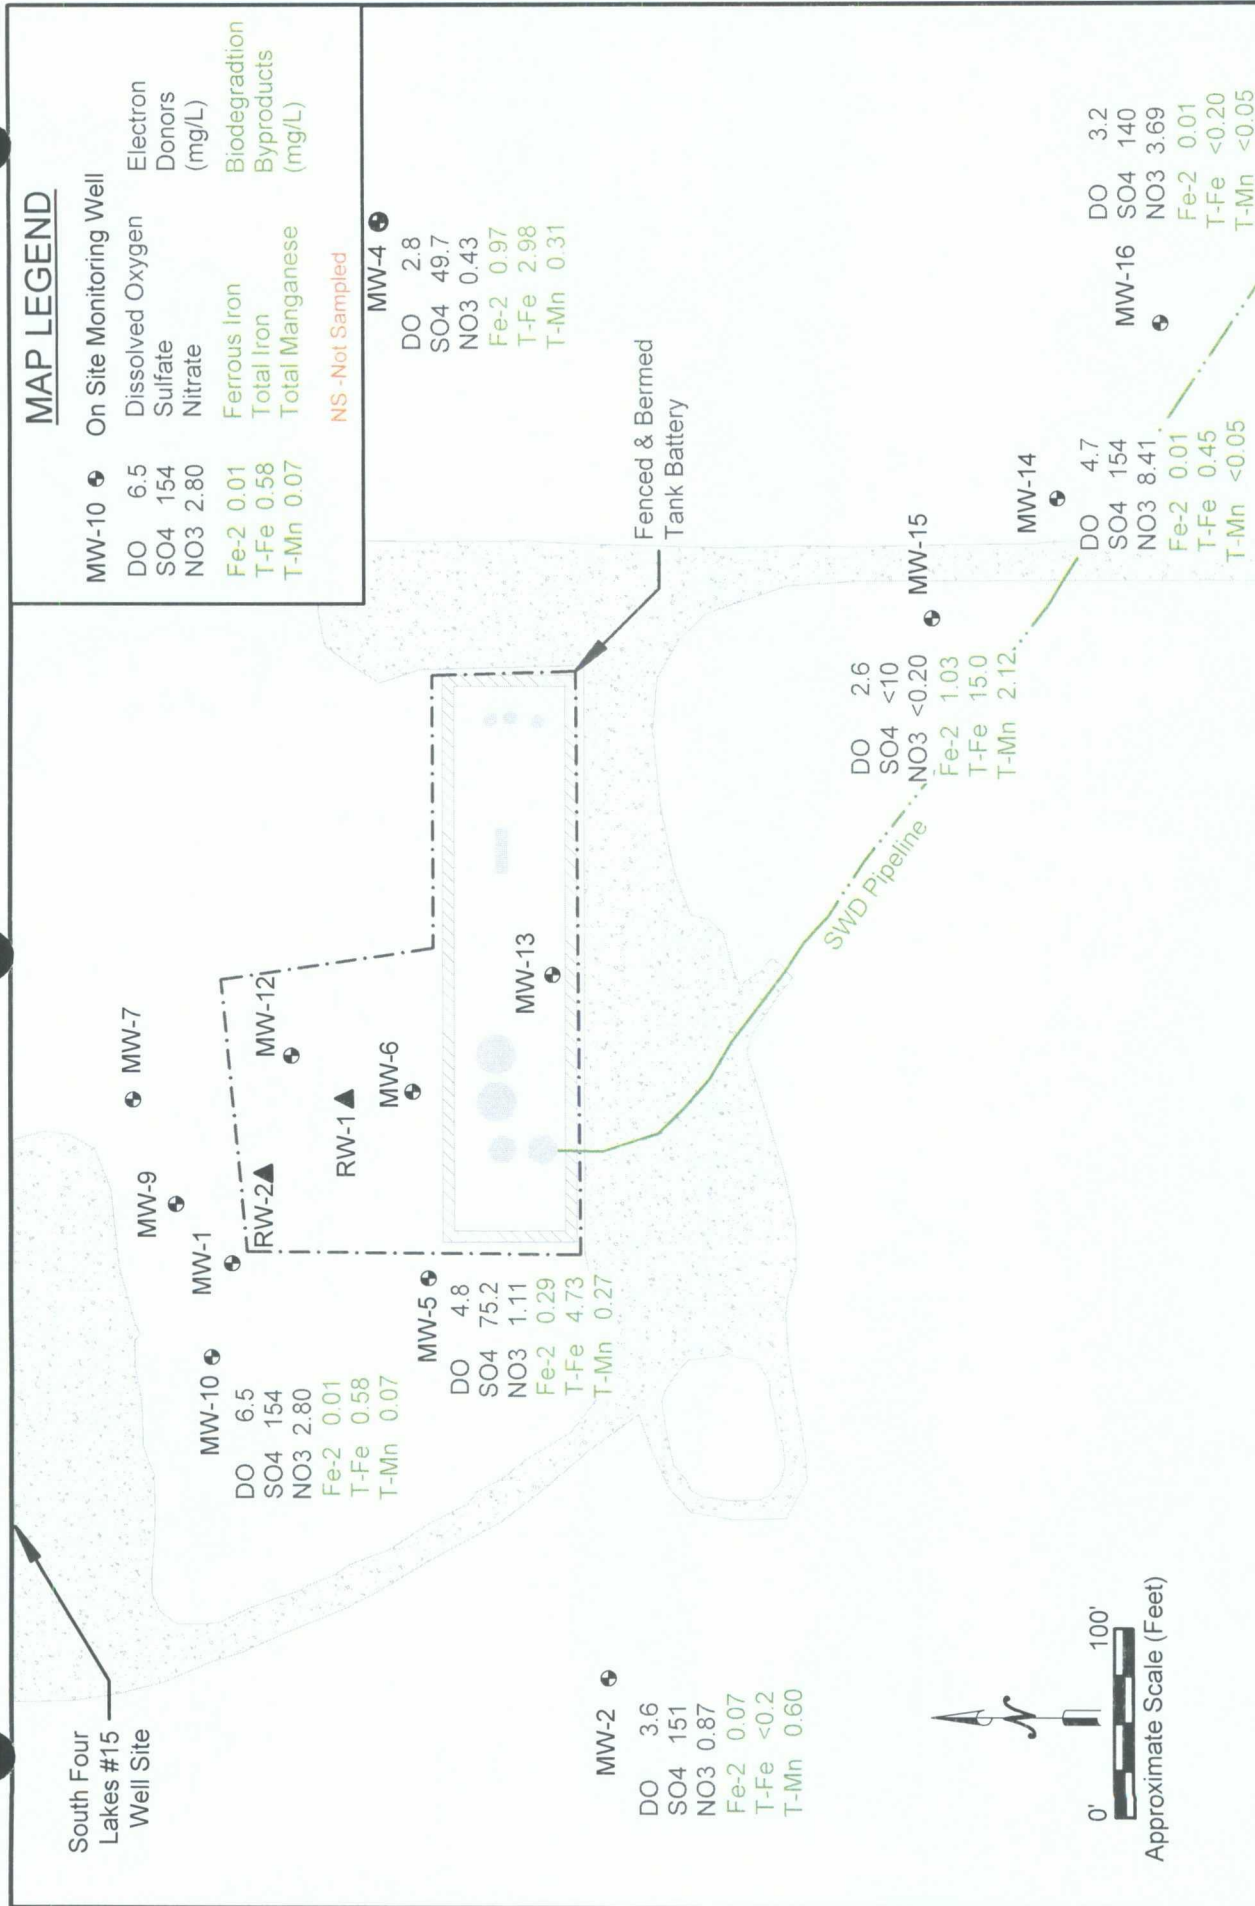 MAP LEGEND
MW-10 On Site Monitoring Well
DO 6.5 Dissolved Oxygen Electron
SO4 154 Sulfate Donors
NO3 2.80 Nitrate (mg/L)
Fe-2 0.01 Ferrous Iron Biodegradtion
T-Fe 0.58 Total Iron Byproducts
T-Mn 0.07 Total Manganese (mg/L)
NS -Not Sampled
South Four
Lakes #15
Well Site
MW-7
MW-9
MW-1
MW-12
RW-2
RW-1
MW-6
MW-10
DO 6.5
SO4 154
NO3 2.80
Fe-2 0.01
T-Fe 0.58
T-Mn 0.07
MW-4
DO 2.8
SO4 49.7
NO3 0.43
Fe-2 0.97
T-Fe 2.98
T-Mn 0.31
MW-5
DO 4.8
SO4 75.2
NO3 1.11
Fe-2 0.29
T-Fe 4.73
T-Mn 0.27
MW-13
Fenced & Bermed
Tank Battery
MW-2
DO 3.6
SO4 151
NO3 0.87
Fe-2 0.07
T-Fe <0.2
T-Mn 0.60
SWD Pipeline
MW-15
DO 2.6
SO4 <10
NO3 <0.20
Fe-2 1.03
T-Fe 15.0
T-Mn 2.12
MW-14
DO 4.7
SO4 154
NO3 8.41
Fe-2 0.01
T-Fe 0.45
T-Mn <0.05
MW-16
DO 3.2
SO4 140
NO3 3.69
Fe-2 0.01
T-Fe <0.20
T-Mn <0.05
N
0' 100'
Approximate Scale (Feet)